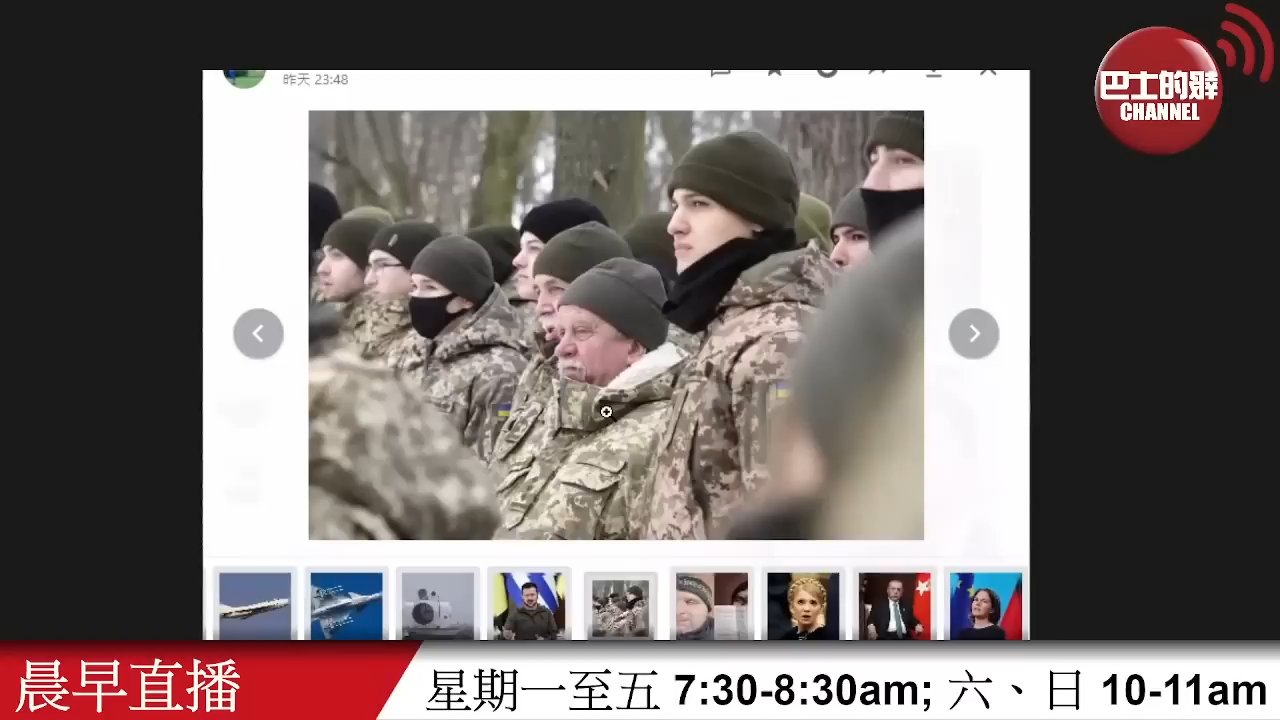 昨天 23:48
巴士的報
CHANNEL
晨早直播
星期一至五 7:30-8:30am; 六、日 10-11am